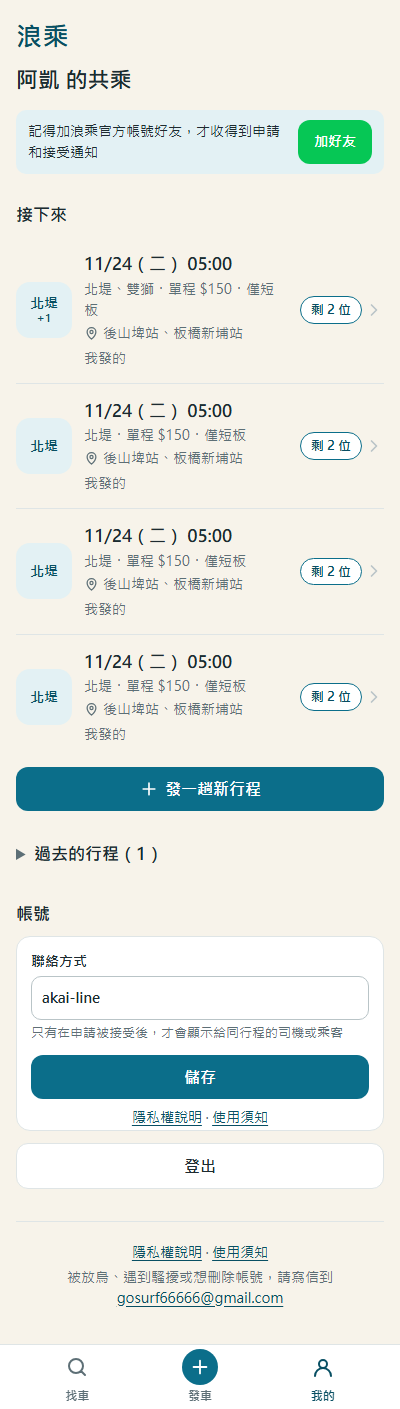 浪乘
阿凱 的共乘
記得加浪乘官方帳號好友，才收得到申請
和接受通知
加好友
接下來
北堤
+1
11/24（二） 05:00
北堤、雙獅 · 單程 $150 · 僅短
板
後山埤站、板橋新埔站
我發的
剩 2 位
北堤
11/24（二） 05:00
北堤 · 單程 $150 · 僅短板
後山埤站、板橋新埔站
我發的
剩 2 位
北堤
11/24（二） 05:00
北堤 · 單程 $150 · 僅短板
後山埤站、板橋新埔站
我發的
剩 2 位
北堤
11/24（二） 05:00
北堤 · 單程 $150 · 僅短板
後山埤站、板橋新埔站
我發的
剩 2 位
發一趟新行程
過去的行程（1）
帳號
聯絡方式
akai-line
只有在申請被接受後，才會顯示給同行程的司機或乘客
儲存
隱私權說明 · 使用須知
登出
隱私權說明 · 使用須知
被放鳥、遇到騷擾或想刪除帳號，請寫信到
gosurf66666@gmail.com
找車
發車
我的